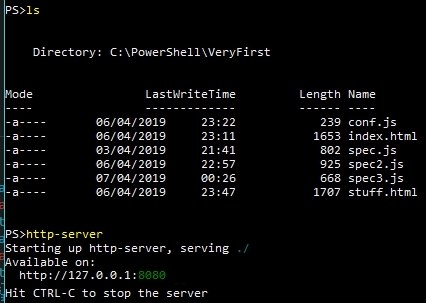 PS>ls
Directory: C:\PowerShell\VeryFirst
Mode LastWriteTime Length Name
---- ------------- ------ ----
-a---- 06/04/2019 23:22 239 conf.js
-a---- 06/04/2019 23:11 1653 index.html
-a---- 03/04/2019 21:41 802 spec.js
-a---- 06/04/2019 22:57 925 spec2.js
-a---- 07/04/2019 00:26 668 spec3.js
-a---- 06/04/2019 23:47 1707 stuff.html
PS>http-server
Starting up http-server, serving ./
Available on:
http://127.0.0.1:8080
Hit CTRL-C to stop the server